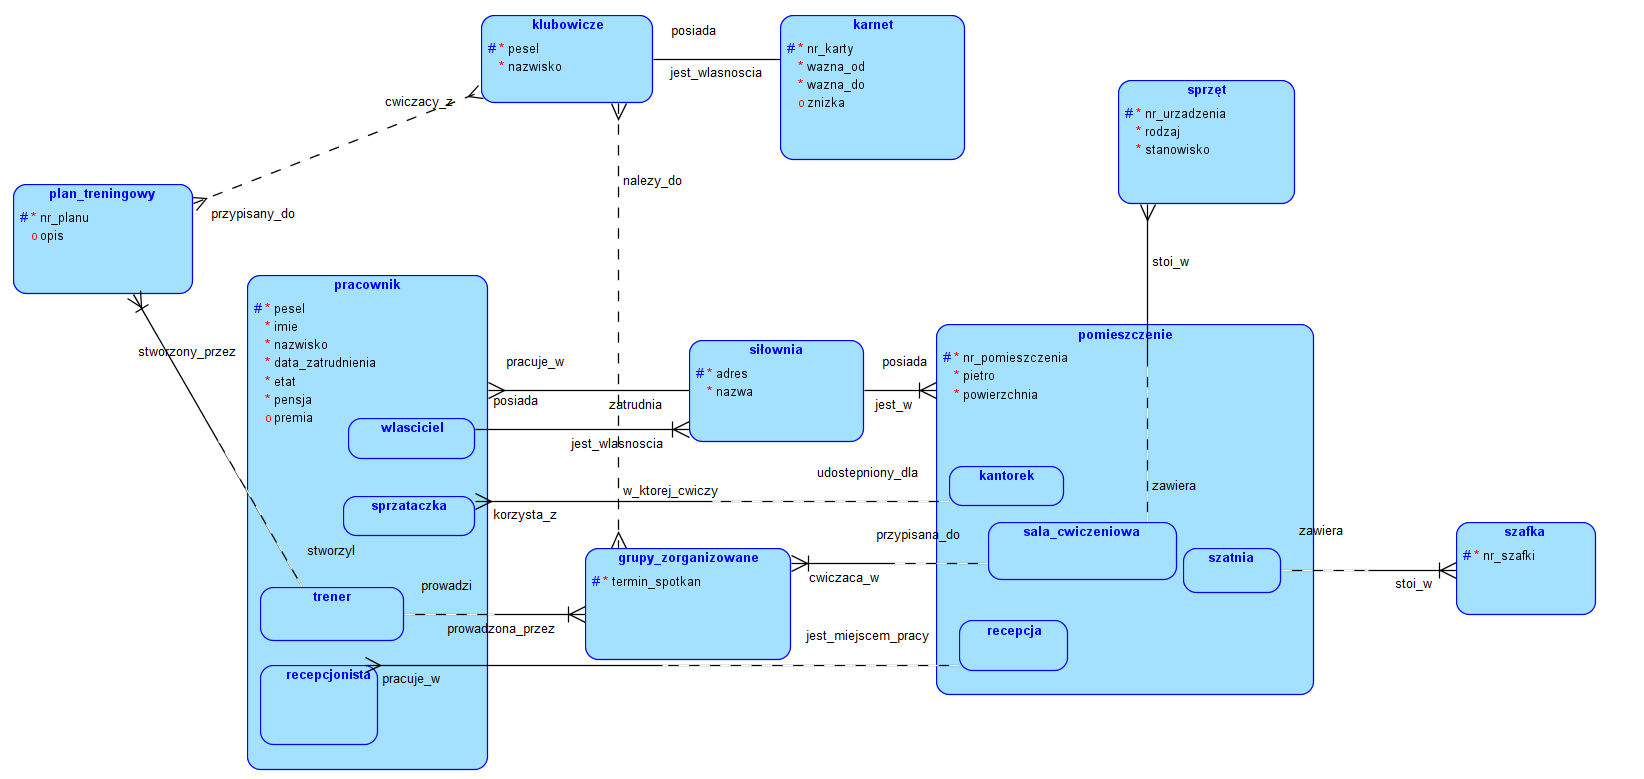 klubowicze
# * pesel
* nazwisko
posiada
jest_wlasnoscia
karnet
# * nr_karty
* wazna_od
* wazna_do
o znizka
sprzęt
# * nr_urzadzenia
* rodzaj
* stanowisko
cwiczacy_z
przypisany_do
nalezy_do
plan_treningowy
# * nr_planu
o opis
stoi_w
pracownik
# * pesel
* imie
* nazwisko
* data_zatrudnienia
* etat
* pensja
o premia
stworzony_przez
pracuje_w
zatrudnia
siłownia
# * adres
* nazwa
posiada
jest_w
pomieszczenie
# * nr_pomieszczenia
* pietro
* powierzchnia
posiada
wlasciciel
jest_wlasnoscia
udostepniony_dla
kantorek
sprzataczka
korzysta_z
w_ktorej_cwiczy
zawiera
przypisana_do
sala_cwiczeniowa
zawiera
szafka
# * nr_szafki
stworzyl
grupy_zorganizowane
# * termin_spotkan
cwiczaca_w
szatnia
stoi_w
prowadzi
trener
prowadzona_przez
jest_miejscem_pracy
recepcja
recepcjonista
pracuje_w